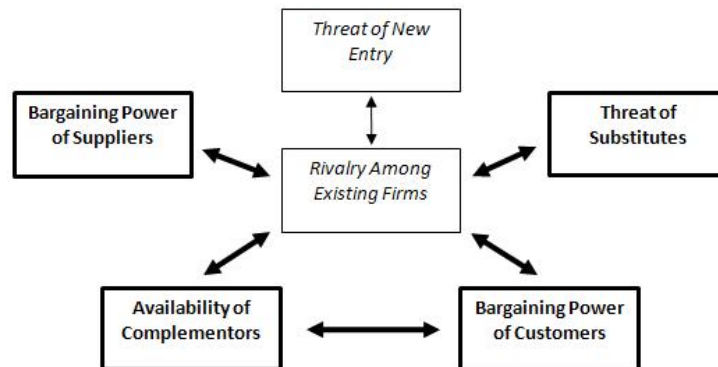 Threat of New
Entry
Bargaining Power
of Suppliers
Threat of
Substitutes
Rivalry Among
Existing Firms
Availability of
Complementors
Bargaining Power
of Customers